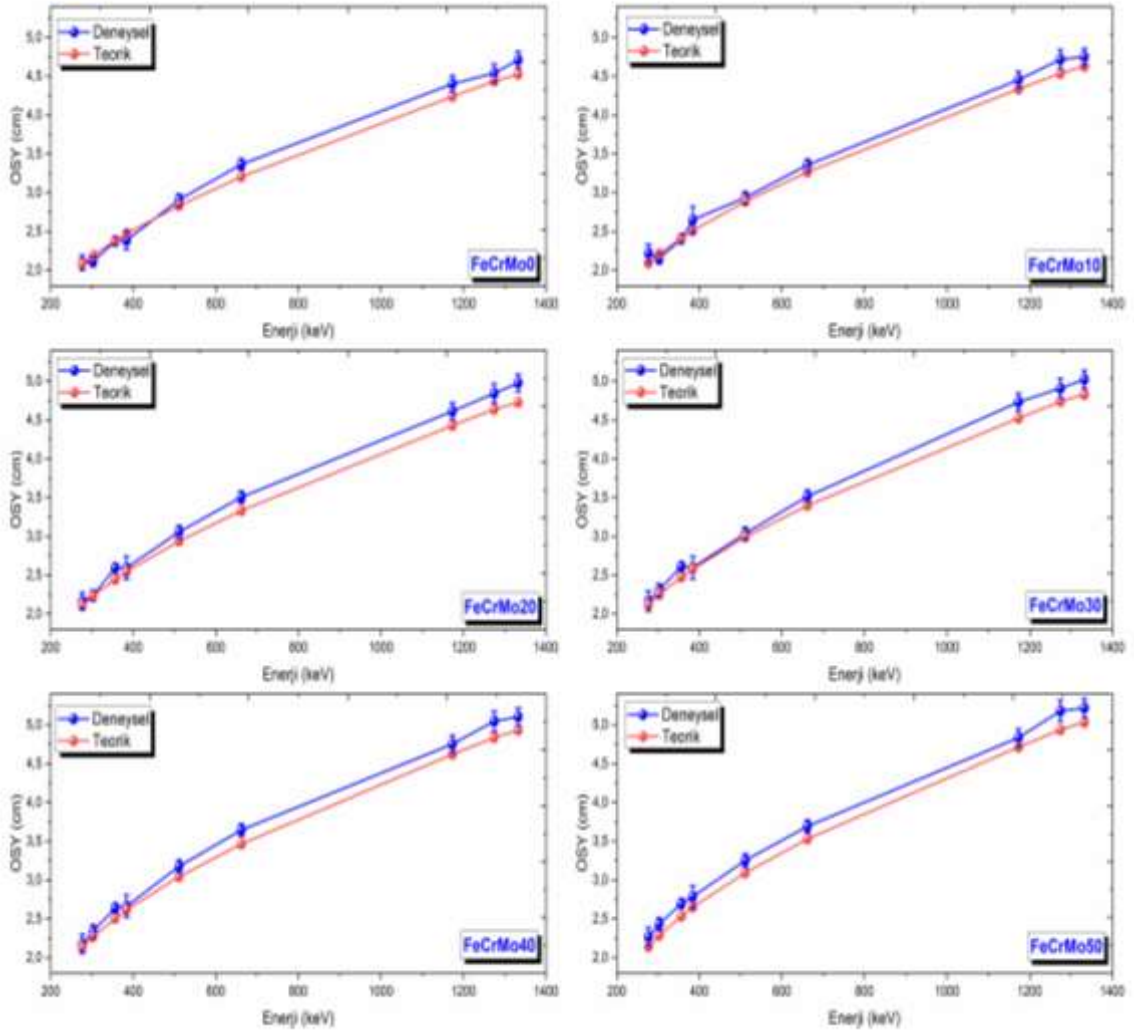 5,0
4,5
4,0
3,5
3,0
2,5
2,0
OSY (cm)
Deneysel
Teorik
FeCrMo0
200 400 600 800 1000 1200 1400
Enerji (keV)
5,0
4,5
4,0
3,5
3,0
2,5
2,0
OSY (cm)
Deneysel
Teorik
FeCrMo10
200 400 600 800 1000 1200 1400
Enerji (keV)
5,0
4,5
4,0
3,5
3,0
2,5
2,0
OSY (cm)
Deneysel
Teorik
FeCrMo20
200 400 600 800 1000 1200 1400
Enerji (keV)
5,0
4,5
4,0
3,5
3,0
2,5
2,0
OSY (cm)
Deneysel
Teorik
FeCrMo30
200 400 600 800 1000 1200 1400
Enerji (keV)
5,0
4,5
4,0
3,5
3,0
2,5
2,0
OSY (cm)
Deneysel
Teorik
FeCrMo40
200 400 600 800 1000 1200 1400
Enerji (keV)
5,0
4,5
4,0
3,5
3,0
2,5
2,0
OSY (cm)
Deneysel
Teorik
FeCrMo50
200 400 600 800 1000 1200 1400
Enerji (keV)